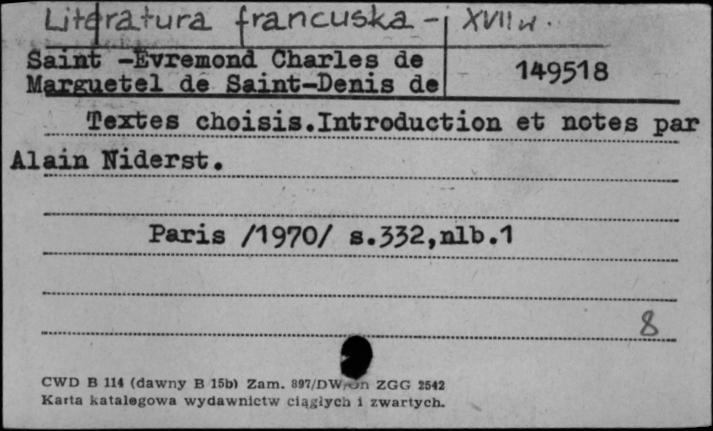 Literatura francuska - XVII w.
Saint -Evremond Charles de
Marguetel de Saint-Denis de
149518
Textes choisis.Introduction et notes par
Alain Niderst.
Paris /1970/ s.332,nlb.1
8
CWD B 114 (dawny B 15b) Zam. 897/DW/Gn ZGG 2542
Karta katalogowa wydawnictw ciągłych i zwartych.